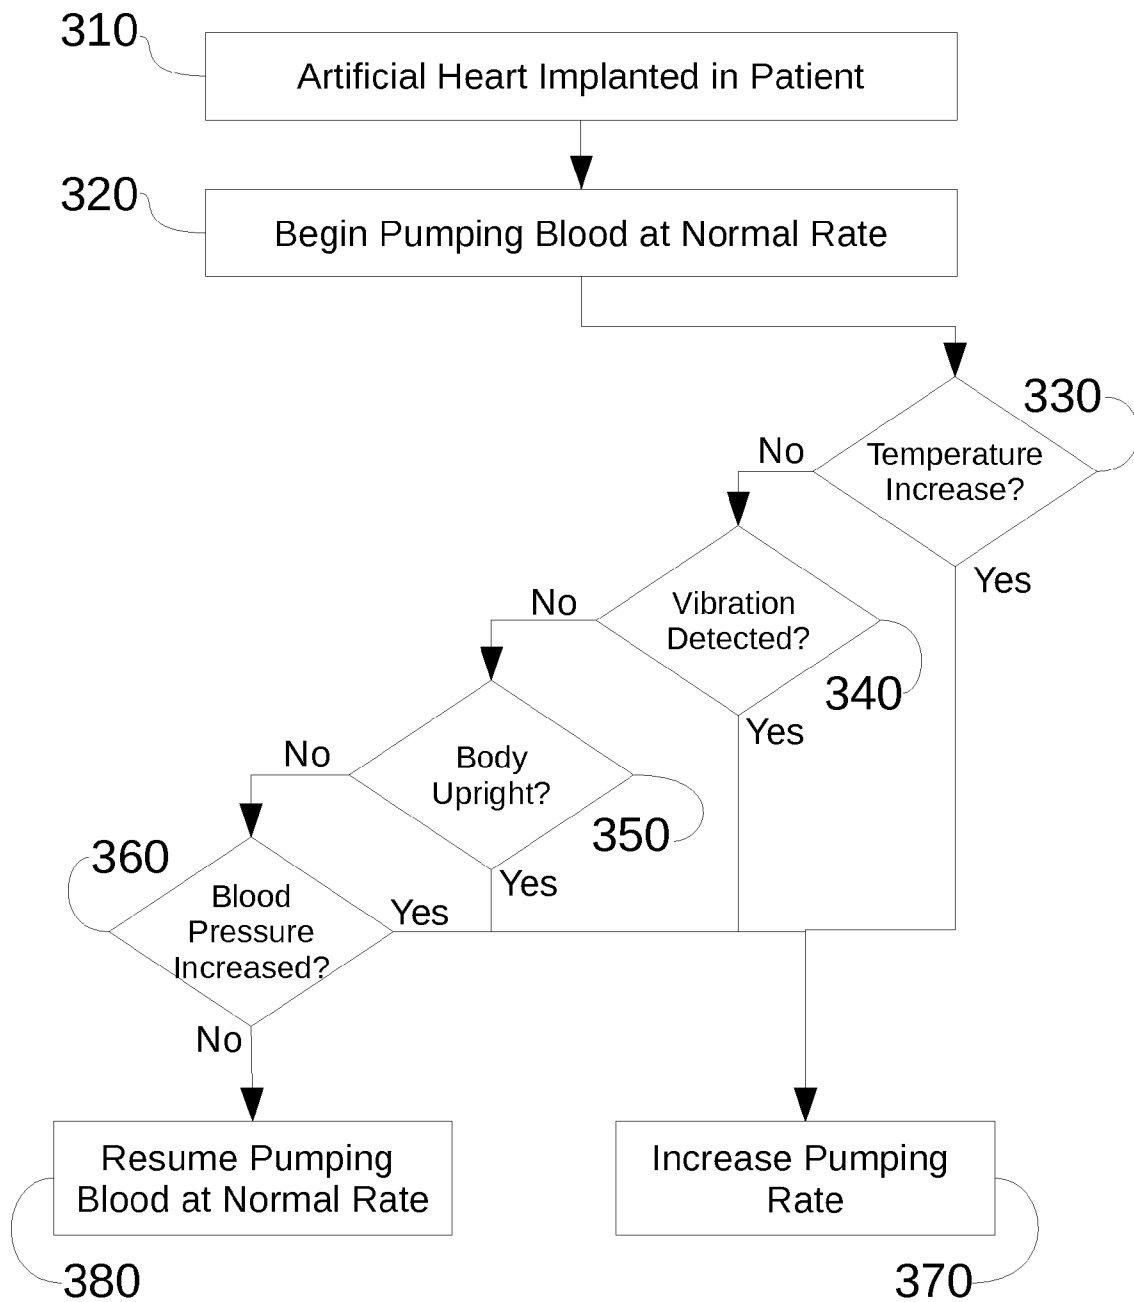 310
Artificial Heart Implanted in Patient
320
Begin Pumping Blood at Normal Rate
330
Temperature
Increase?
No
Yes
Vibration
Detected?
No
340
Yes
Body
Upright?
No
350
Yes
360
Blood
Pressure
Increased?
Yes
No
Resume Pumping
Blood at Normal Rate
380
Increase Pumping
Rate
370